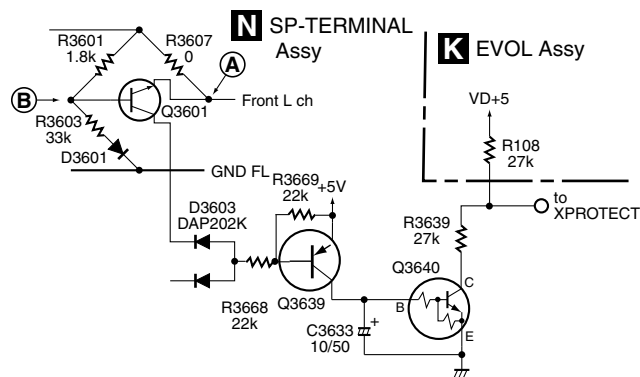 N SP-TERMINAL
Assy
K EVOL Assy
R3601
1.8k
R3607
0
A
B
Q3601
Front L ch
R3603
33k
D3601
GND FL
VD+5
R108
27k
to
XPROTECT
R3669
22k
+5V
D3603
DAP202K
R3639
27k
Q3640
C
B
E
R3668
22k
Q3639
C3633
10/50
+